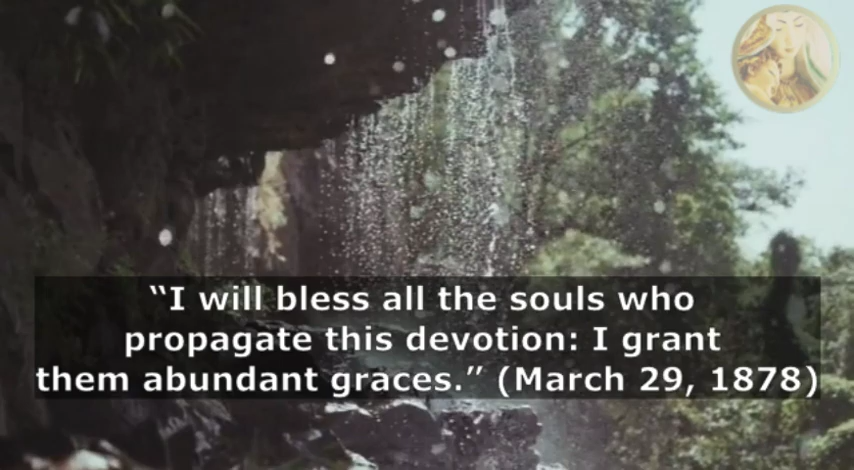 “I will bless all the souls who
propagate this devotion: I grant
them abundant graces.” (March 29, 1878)